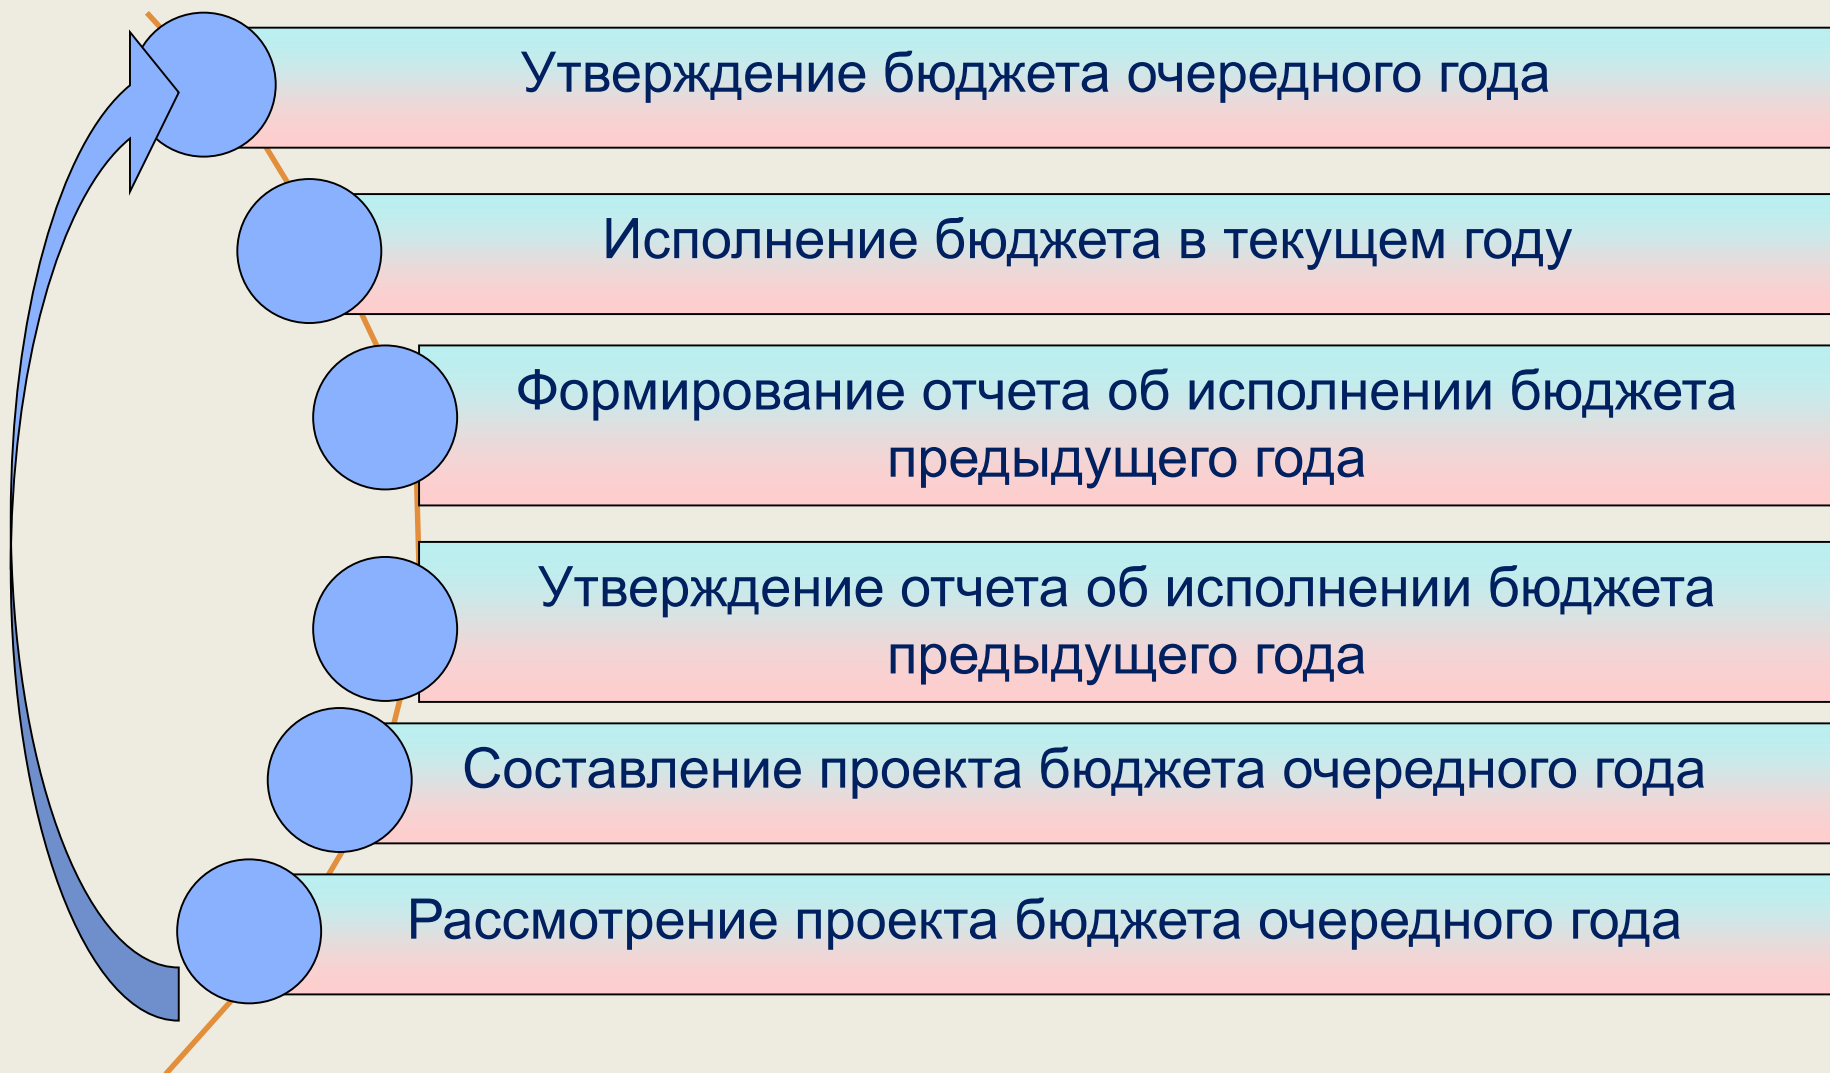 Утверждение бюджета очередного года
Исполнение бюджета в текущем году
Формирование отчета об исполнении бюджета
предыдущего года
Утверждение отчета об исполнении бюджета
предыдущего года
Составление проекта бюджета очередного года
Рассмотрение проекта бюджета очередного года